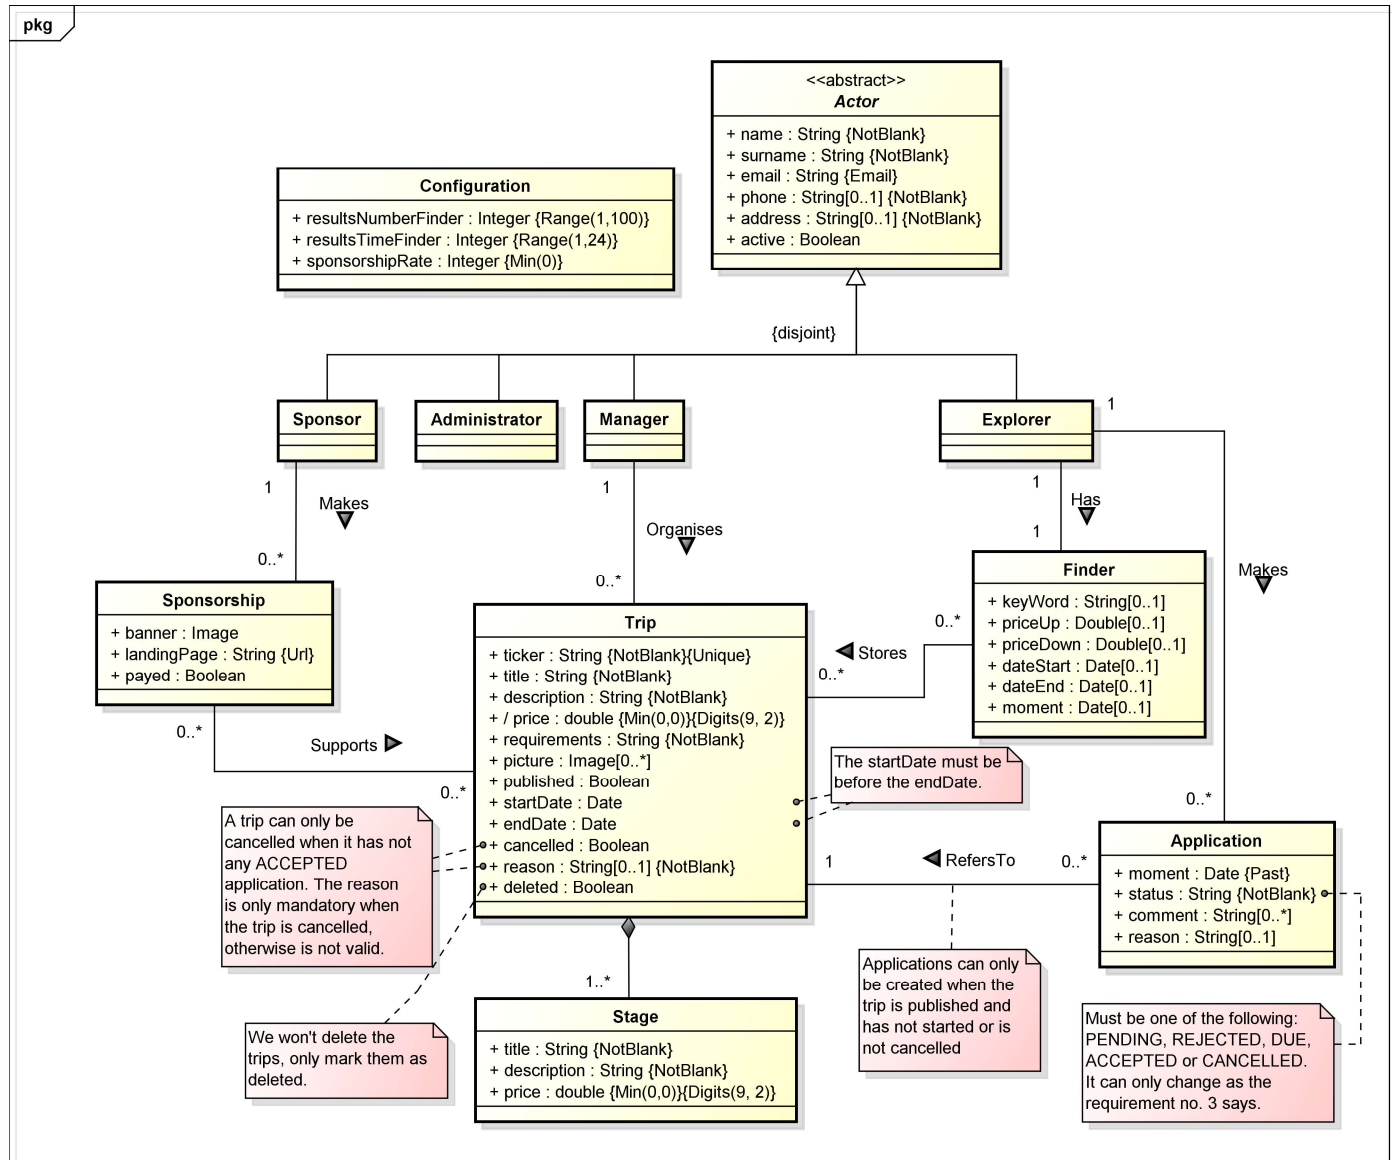 pkg
<<abstract>>
Actor
+ name : String {NotBlank}
+ surname : String {NotBlank}
+ email : String {Email}
+ phone : String[0..1] {NotBlank}
+ address : String[0..1] {NotBlank}
+ active : Boolean
Configuration
+ resultsNumberFinder : Integer {Range(1,100)}
+ resultsTimeFinder : Integer {Range(1,24)}
+ sponsorshipRate : Integer {Min(0)}
{disjoint}
Sponsor
Administrator
Manager
Explorer
1
1
Makes
0..*
1
Organises
0..*
1
Has
1
Makes
0..*
Sponsorship
+ banner : Image
+ landingPage : String {Url}
+ payed : Boolean
0..*
Supports
0..*
Trip
+ ticker : String {NotBlank}{Unique}
+ title : String {NotBlank}
+ description : String {NotBlank}
+ / price : double {Min(0,0)}{Digits(9, 2)}
+ requirements : String {NotBlank}
+ picture : Image[0..*]
+ published : Boolean
+ startDate : Date
+ endDate : Date
+ cancelled : Boolean
+ reason : String[0..1] {NotBlank}
+ deleted : Boolean
0..*
Stores
0..*
Finder
+ keyWord : String[0..1]
+ priceUp : Double[0..1]
+ priceDown : Double[0..1]
+ dateStart : Date[0..1]
+ dateEnd : Date[0..1]
+ moment : Date[0..1]
The startDate must be
before the endDate.
A trip can only be
cancelled when it has not
any ACCEPTED
application. The reason
is only mandatory when
the trip is cancelled,
otherwise is not valid.
1
RefersTo
0..*
Application
+ moment : Date {Past}
+ status : String {NotBlank}
+ comment : String[0..*]
+ reason : String[0..1]
Applications can only
be created when the
trip is published and
has not started or is
not cancelled
Must be one of the following:
PENDING, REJECTED, DUE,
ACCEPTED or CANCELLED.
It can only change as the
requirement no. 3 says.
We won't delete the
trips, only mark them as
deleted.
1..*
Stage
+ title : String {NotBlank}
+ description : String {NotBlank}
+ price : double {Min(0,0)}{Digits(9, 2)}